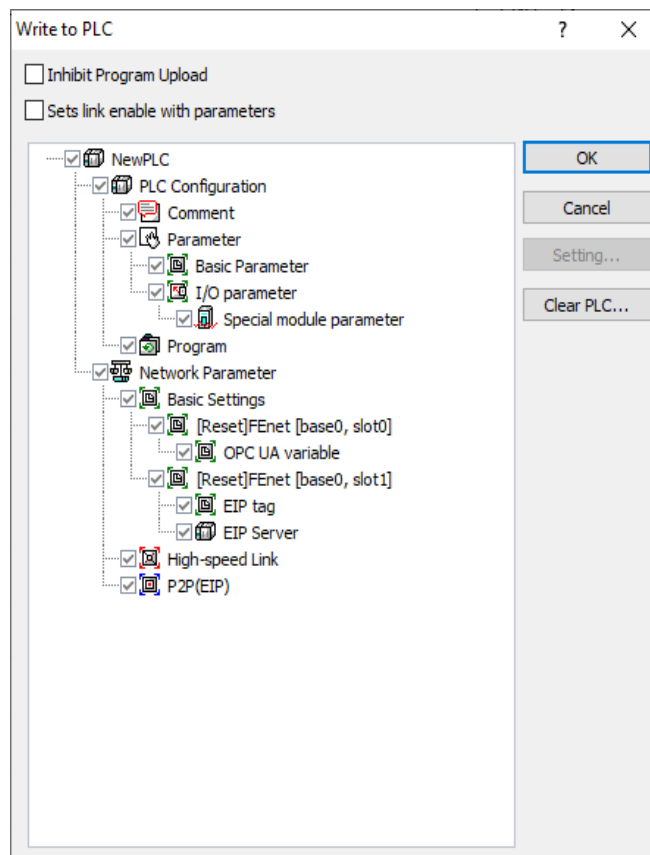 Write to PLC
?
Inhibit Program Upload
Sets link enable with parameters
NewPLC
PLC Configuration
Comment
Parameter
Basic Parameter
I/O parameter
Special module parameter
Program
Network Parameter
Basic Settings
[Reset]FEnet [base0, slot0]
OPC UA variable
[Reset]FEnet [base0, slot1]
EIP tag
EIP Server
High-speed Link
P2P(EIP)
OK
Cancel
Setting...
Clear PLC...